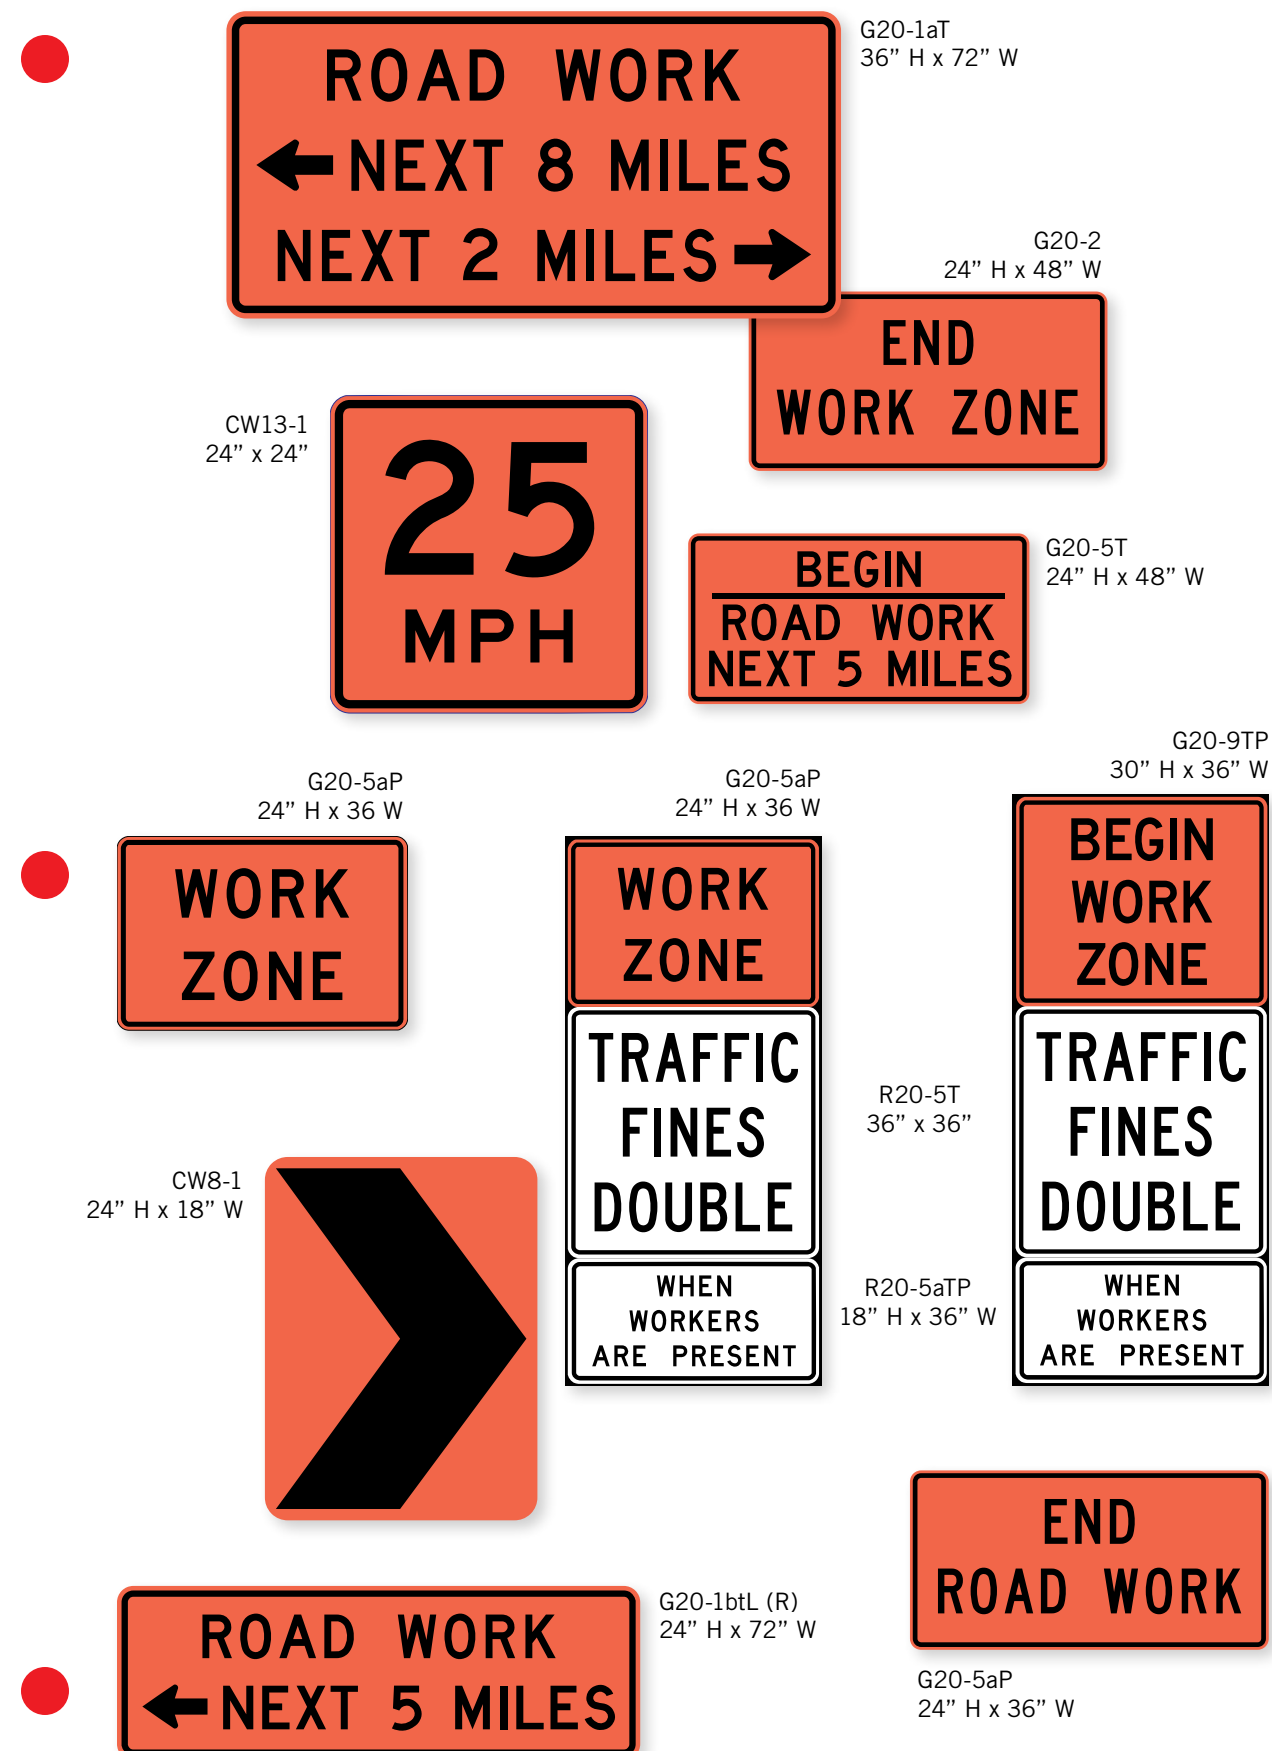 ROAD WORK
NEXT 8 MILES
NEXT 2 MILES
G20-1aT
36” H x 72” W
G20-2
24” H x 48” W
END
WORK ZONE
CW13-1
24” x 24”
25
MPH
BEGIN
ROAD WORK
NEXT 5 MILES
G20-5T
24” H x 48” W
G20-5aP
24” H x 36 W
WORK
ZONE
G20-5aP
24” H x 36 W
WORK
ZONE
TRAFFIC
FINES
DOUBLE
WHEN
WORKERS
ARE PRESENT
G20-9TP
30” H x 36” W
BEGIN
WORK
ZONE
TRAFFIC
FINES
DOUBLE
WHEN
WORKERS
ARE PRESENT
R20-5T
36” x 36”
R20-5aTP
18” H x 36” W
CW8-1
24” H x 18” W
END
ROAD WORK
G20-5aP
24” H x 36” W
ROAD WORK
NEXT 5 MILES
G20-1btL (R)
24” H x 72” W